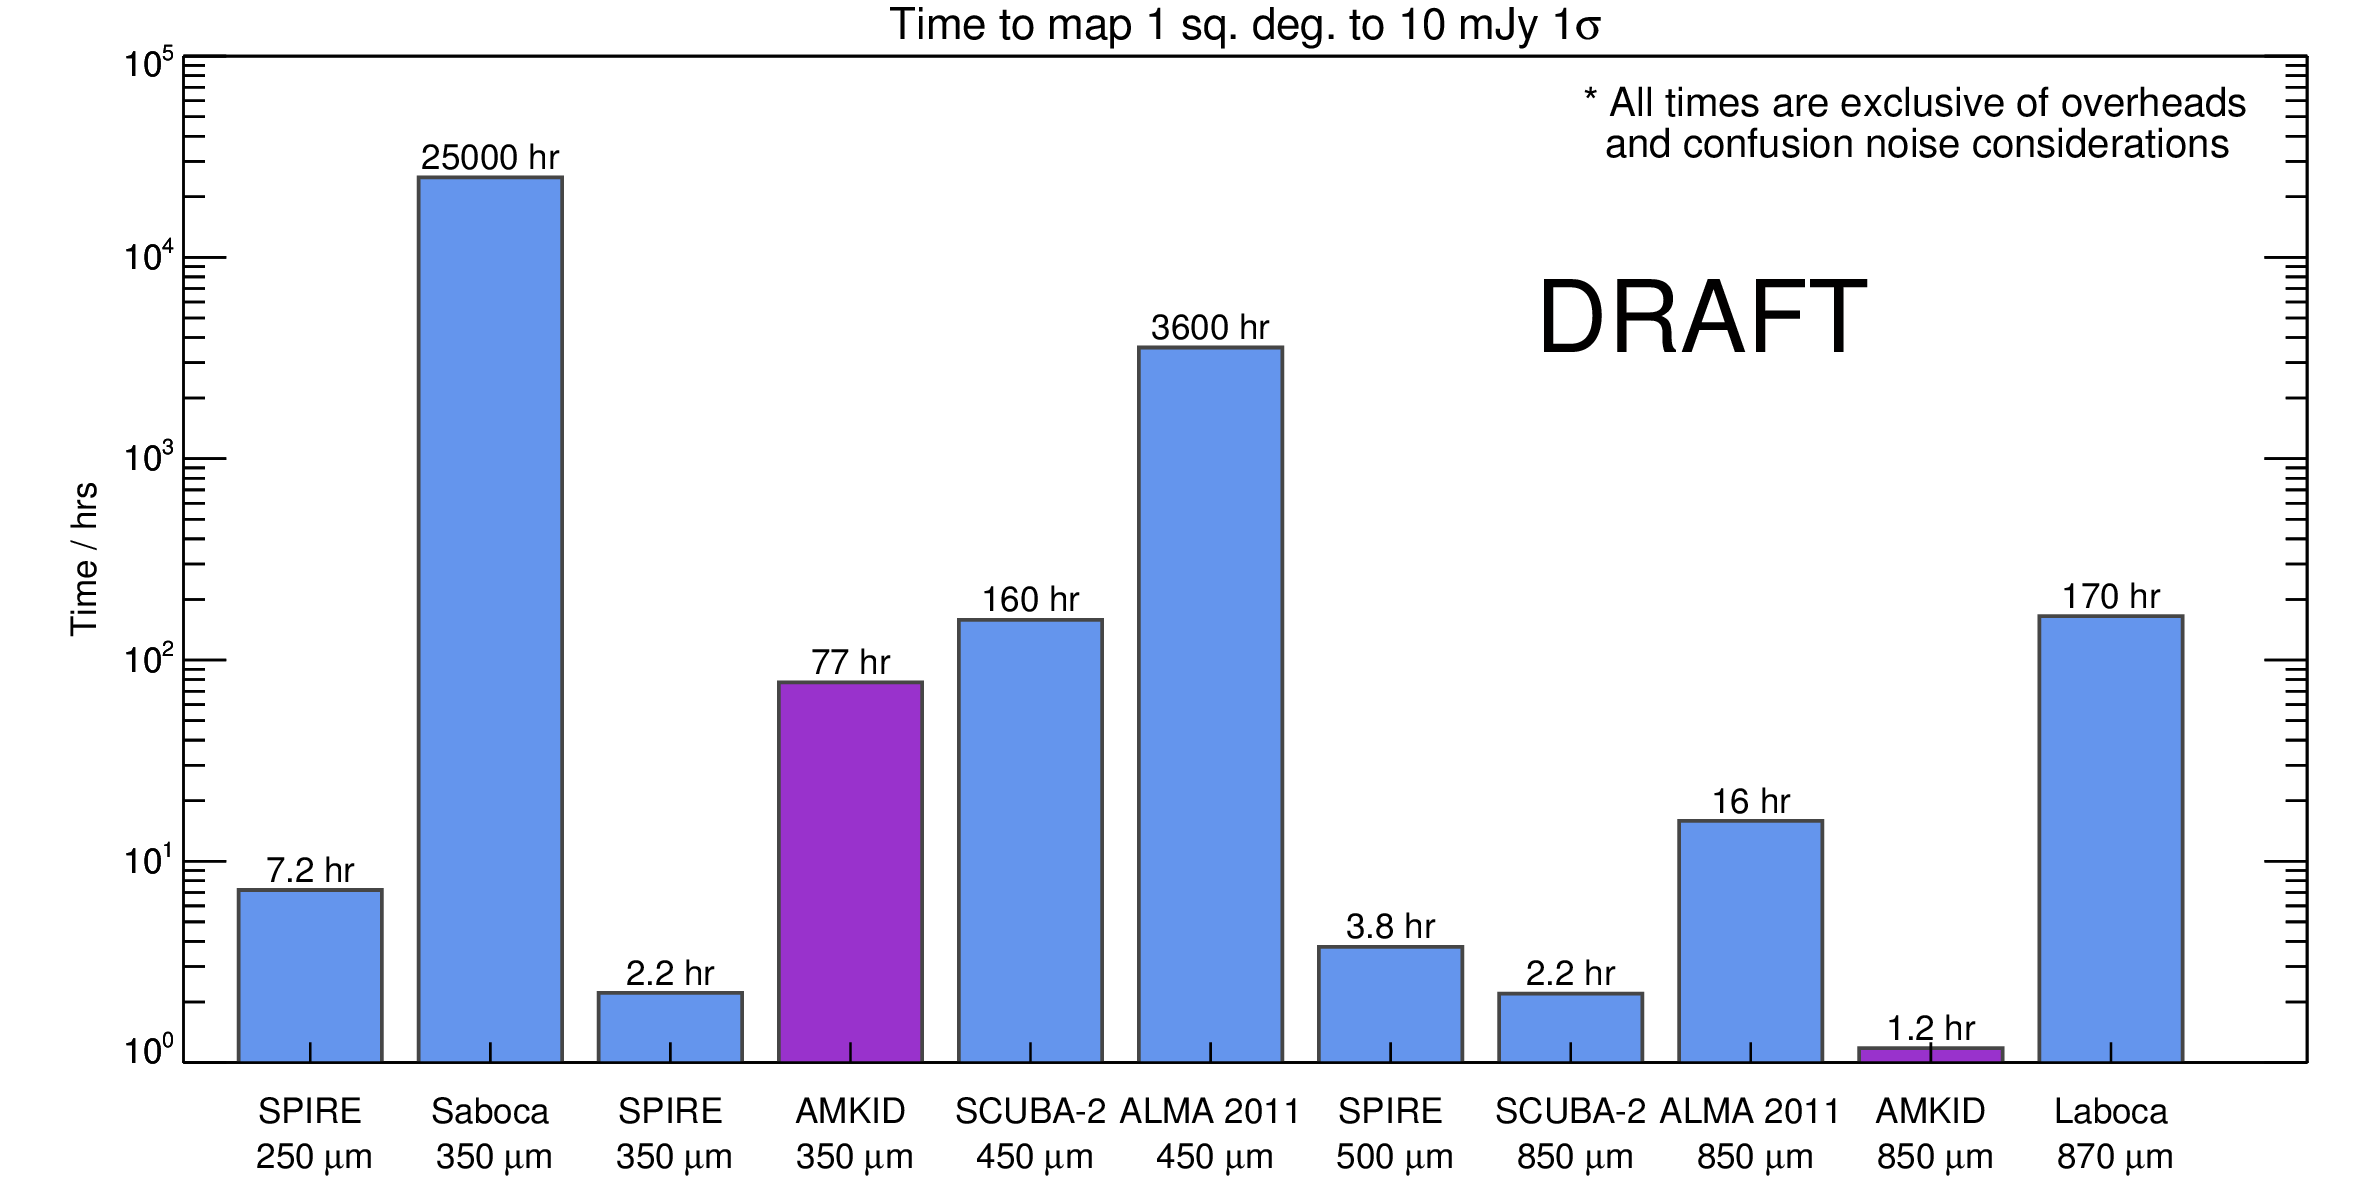 Time to map 1 sq. deg. to 10 mJy 1σ
* All times are exclusive of overheads
and confusion noise considerations
DRAFT
Time / hrs
10⁵
10⁴
10³
10²
10¹
10⁰
7.2 hr
25000 hr
2.2 hr
77 hr
160 hr
3600 hr
3.8 hr
2.2 hr
16 hr
1.2 hr
170 hr
SPIRE
250 μm
Saboca
350 μm
SPIRE
350 μm
AMKID
350 μm
SCUBA-2
450 μm
ALMA 2011
450 μm
SPIRE
500 μm
SCUBA-2
850 μm
ALMA 2011
850 μm
AMKID
850 μm
Laboca
870 μm